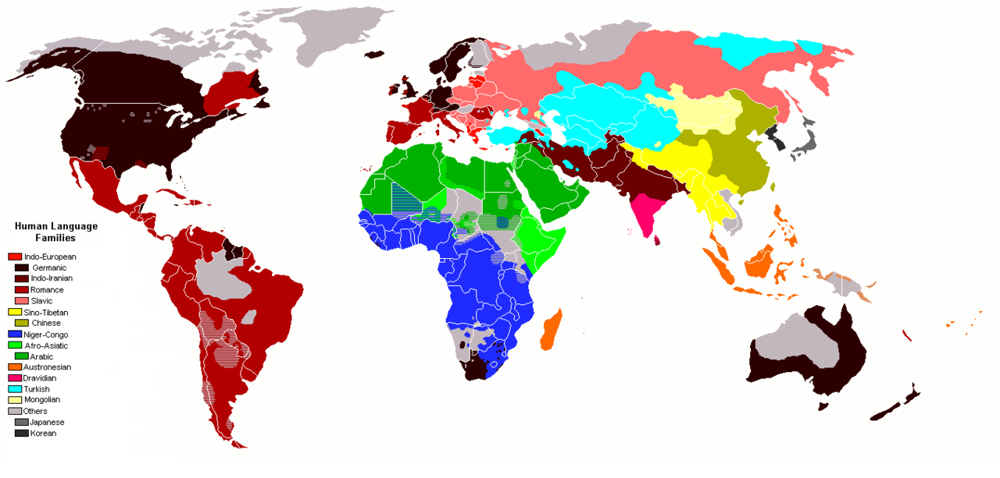 Human Language
Families
Indo-European
Germanic
Indo-Iranian
Romance
Slavic
Sino-Tibetan
Chinese
Niger-Congo
Afro-Asiatic
Arabic
Austronesian
Dravidian
Turkish
Mongolian
Others
Japanese
Korean